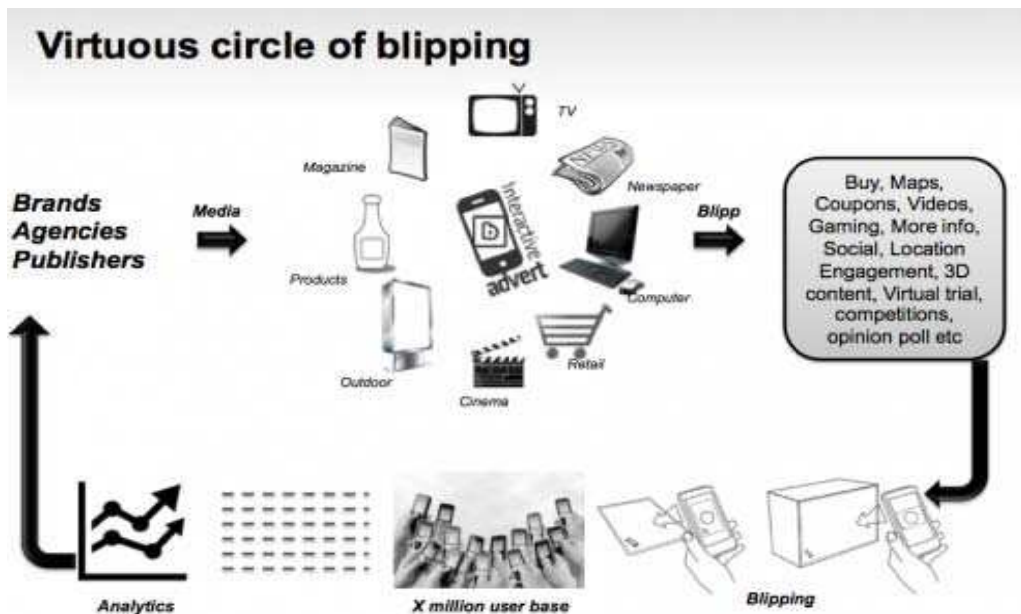 Virtuous circle of blipping
TV
Magazine
Newspaper
Brands
Agencies
Publishers
Media
Products
interactive
advert
Computer
Blipp
Buy, Maps,
Coupons, Videos,
Gaming, More info,
Social, Location
Engagement, 3D
content, Virtual trial,
competitions,
opinion poll etc
Outdoor
Cinema
Retail
Analytics
X million user base
Blipping